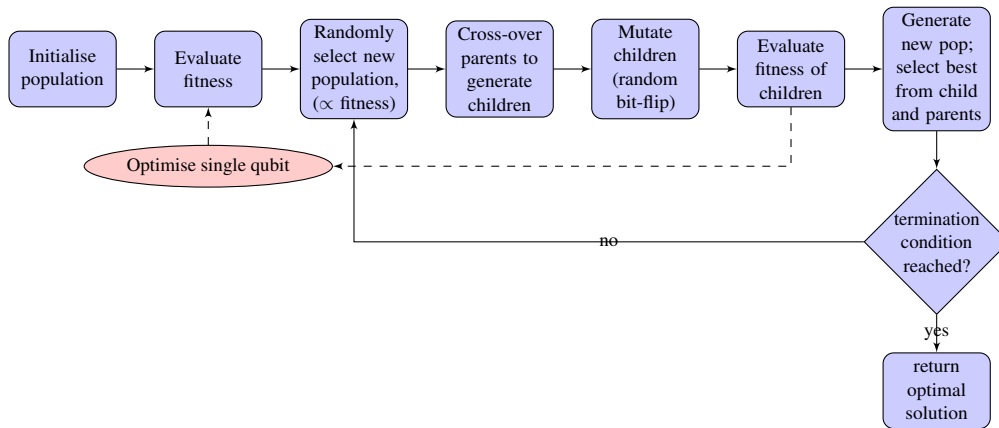 Initialise
population
Evaluate
fitness
Randomly
select new
population,
(∝ fitness)
Cross-over
parents to
generate
children
Mutate
children
(random
bit-flip)
Evaluate
fitness of
children
Generate
new pop;
select best
from child
and parents
Optimise single qubit
termination
condition
reached?
no
yes
return
optimal
solution